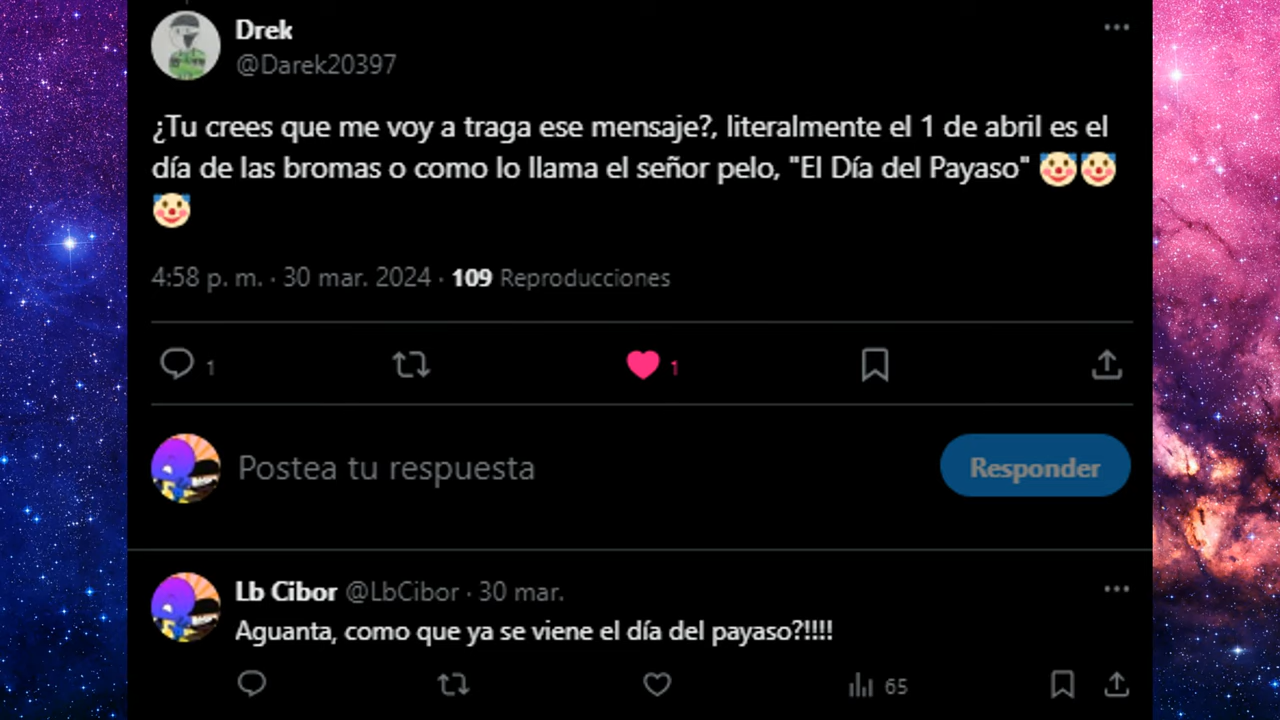 Drek
@Darek20397
¿Tu crees que me voy a traga ese mensaje?, literalmente el 1 de abril es el
día de las bromas o como lo llama el señor pelo, "El Día del Payaso" 🤡🤡
🤡
4:58 p. m. · 30 mar. 2024 · 109 Reproducciones
1 1
Postea tu respuesta Responder
Lb Cibor @LbCibor · 30 mar.
Aguanta, como que ya se viene el día del payaso?!!!!
65